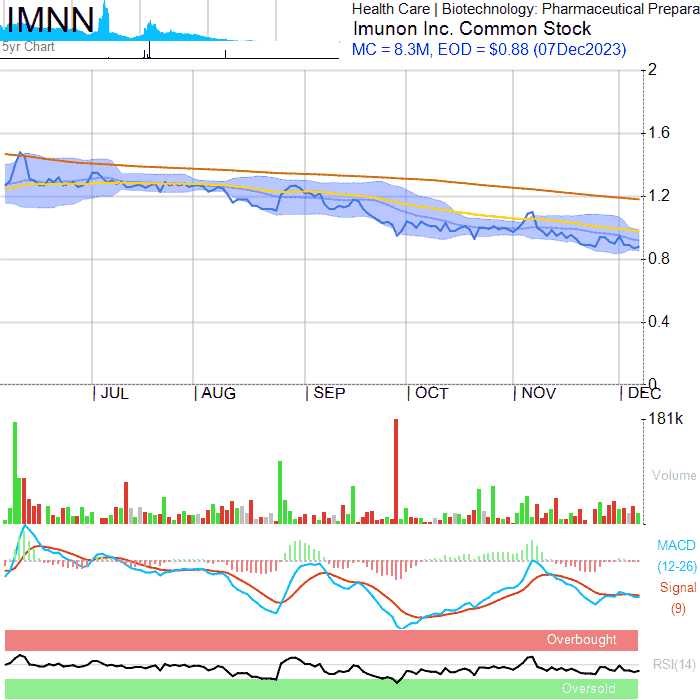 IMNN
5yr Chart
Health Care | Biotechnology: Pharmaceutical Prepara
Imunon Inc. Common Stock
MC = 8.3M, EOD = $0.88 (07Dec2023)
2
1.6
1.2
0.8
0.4
0
JUL AUG SEP OCT NOV DEC
181k
Volume
MACD
(12-26)
Signal
(9)
Overbought
RSI(14)
Oversold